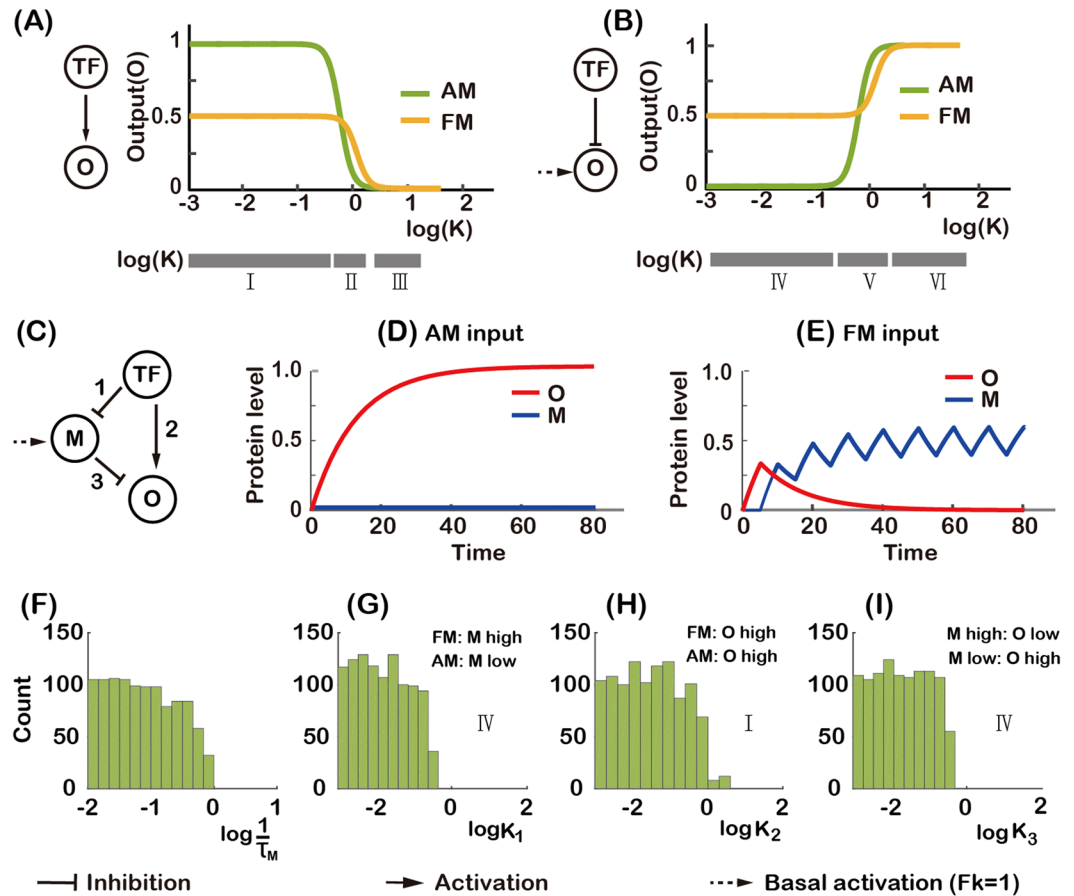 (A)
TF
O
Output(O)
1
0.5
0
AM
FM
-3 -2 -1 0 1 2
log(K)
log(K)
I II III
(B)
TF
O
Output(O)
1
0.5
0
AM
FM
-3 -2 -1 0 1 2
log(K)
log(K)
IV V VI
(C)
TF
1
M
2
3
O
(D) AM input
Protein level
1.0
0.5
0
O
M
0 20 40 60 80
Time
(E) FM input
Protein level
1.0
0.5
0
O
M
0 20 40 60 80
Time
(F)
Count
150
100
50
0
-2 -1 0 1
log 1/τM
(G)
150
100
50
0
FM: M high
AM: M low
IV
-2 0 2
logK1
(H)
150
100
50
0
FM: O high
AM: O high
I
-2 0 2
logK2
(I)
150
100
50
0
M high: O low
M low: O high
IV
-2 0 2
logK3
Inhibition
Activation
Basal activation (Fk=1)